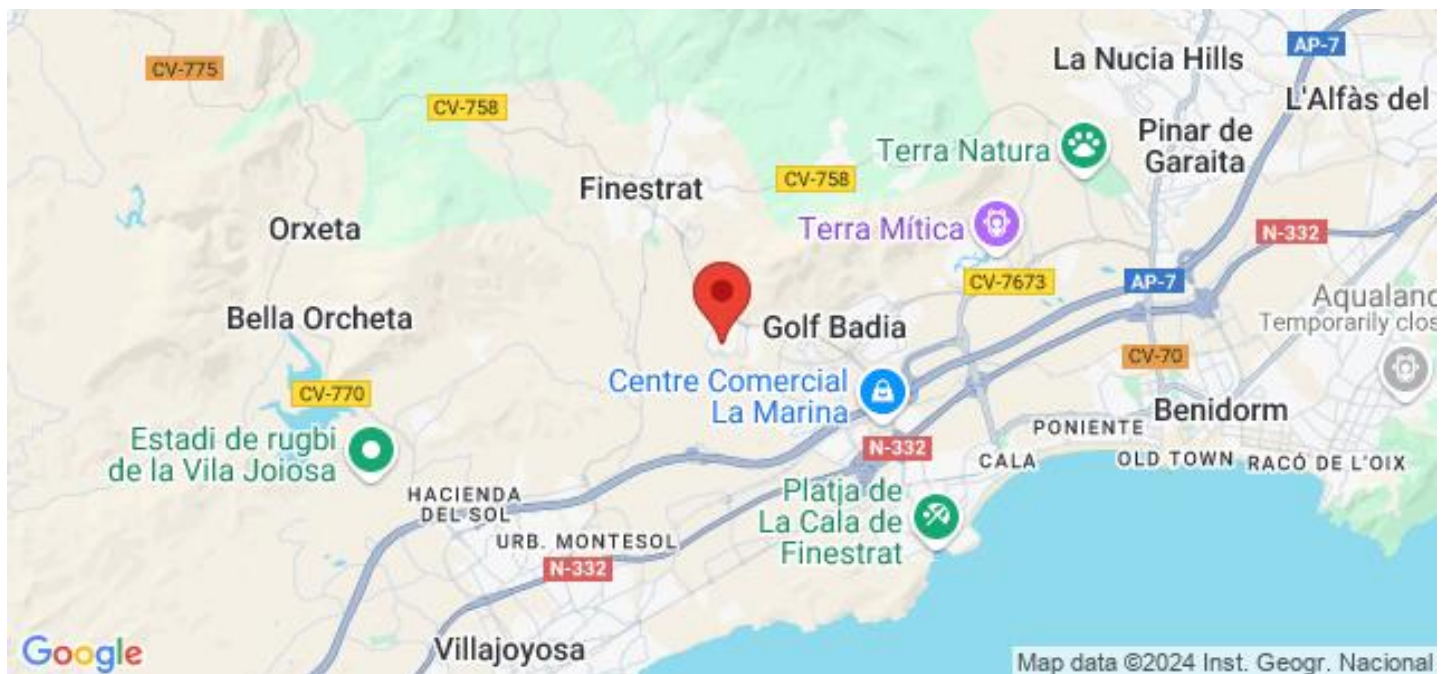 AP-7
La Nucia Hills
CV-775
L'Alfàs del
CV-758
Pinar de
Garaita
Terra Natura
CV-758
Finestrat
Terra Mítica
Orxeta
N-332
CV-7673
AP-7
Aqualand
Temporarily clos
Bella Orcheta
Golf Badia
CV-70
Centre Comercial
La Marina
CV-770
Benidorm
PONIENTE
Estadi de rugbi
de la Vila Joiosa
N-332
CALA
OLD TOWN
RACÓ DE L'OIX
HACIENDA
DEL SOL
Platja de
La Cala de
Finestrat
URB. MONTESOL
N-332
Villajoyosa
Google
Map data ©2024 Inst. Geogr. Nacional